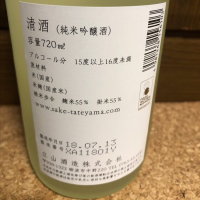 清酒（純米吟醸酒）
容量720㎖
アルコール分 15度以上16度未満
原材料
米(国産)
米麹(国産米)
精米歩合 麹米55％ 掛米55％
www.sake-tateyama.com
製造年月 18.07.13
XA11801Y
立山酒造株式会社